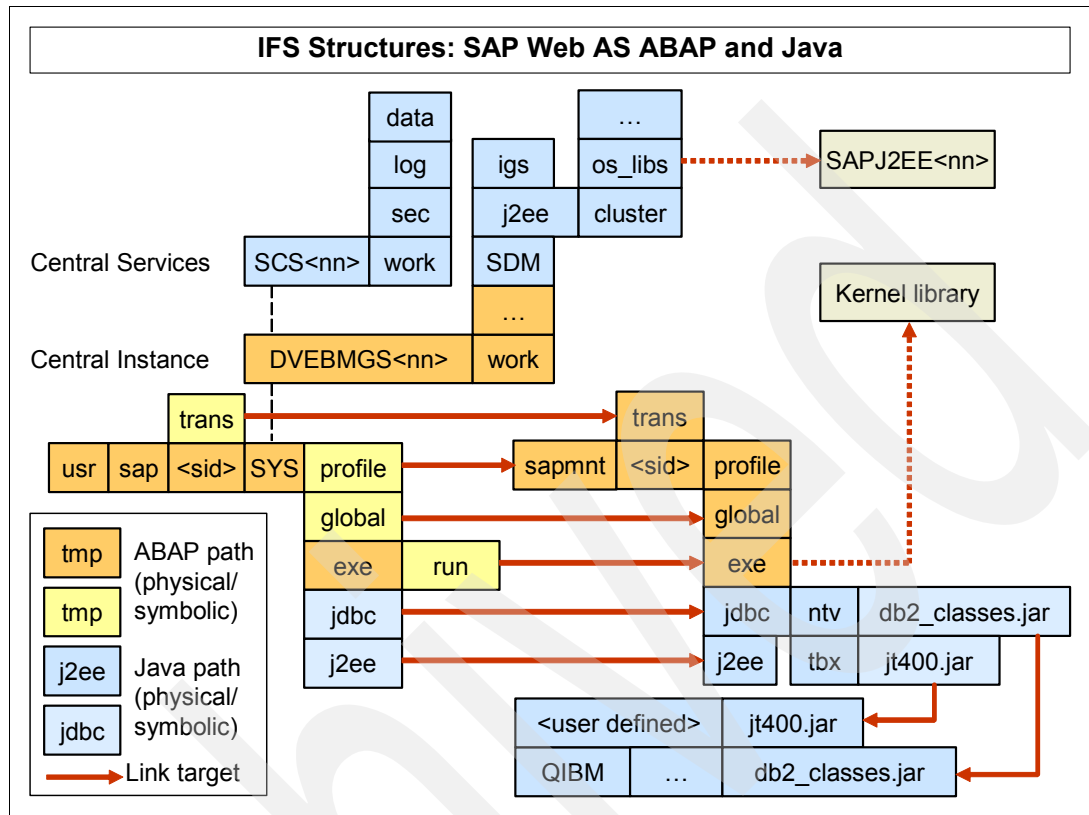 IFS Structures: SAP Web AS ABAP and Java
data
…
log
igs
os_libs
SAPJ2EE<nn>
sec
j2ee
cluster
Central Services
SCS<nn>
work
SDM
…
Kernel library
Central Instance
DVEBMGS<nn>
work
trans
trans
usr
sap
<sid>
SYS
profile
sapmnt
<sid>
profile
global
global
exe
run
exe
jdbc
jdbc
ntv
db2_classes.jar
j2ee
j2ee
tbx
jt400.jar
<user defined>
jt400.jar
QIBM
…
db2_classes.jar
tmp
ABAP path
(physical/
tmp
symbolic)
j2ee
Java path
(physical/
jdbc
symbolic)
Link target